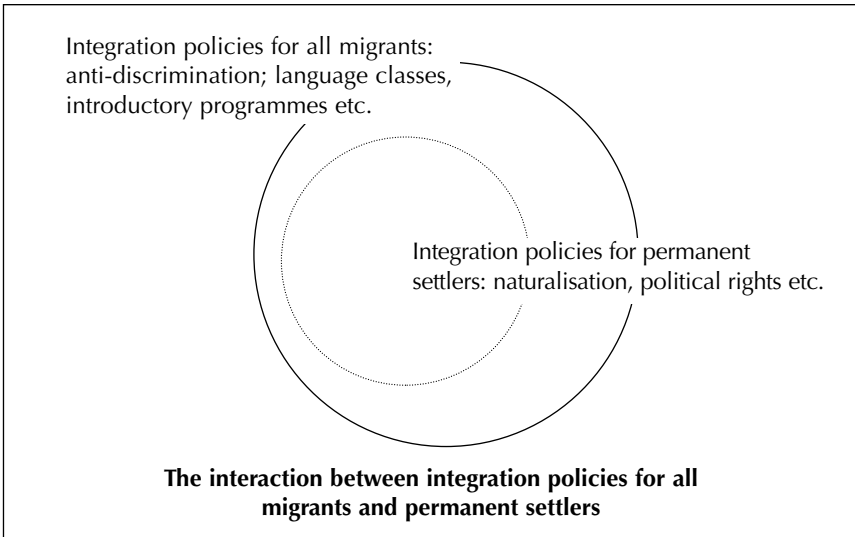 Integration policies for all migrants:
anti-discrimination; language classes,
introductory programmes etc.
Integration policies for permanent
settlers: naturalisation, political rights etc.
The interaction between integration policies for all
migrants and permanent settlers